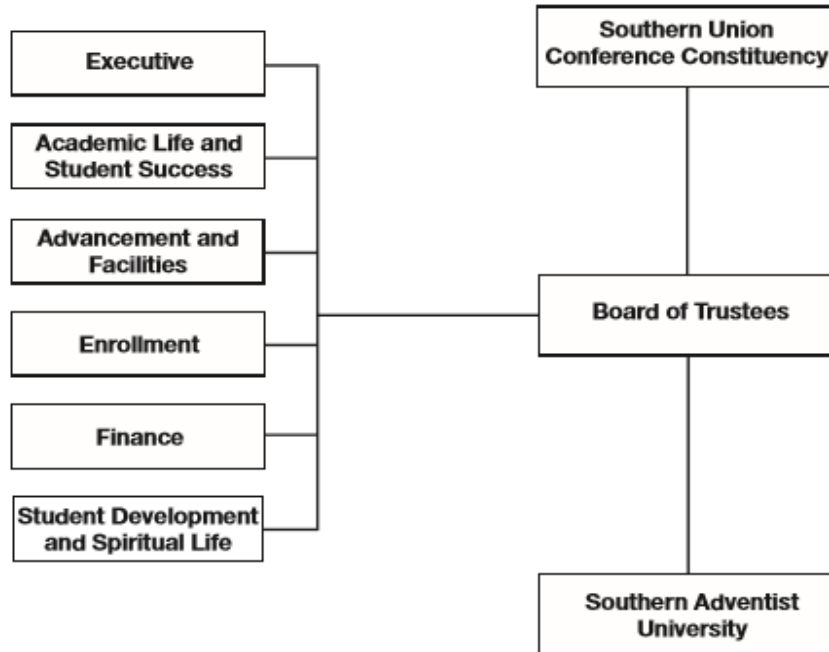 Executive
Academic Life and
Student Success
Advancement and
Facilities
Enrollment
Finance
Student Development
and Spiritual Life
Southern Union
Conference Constituency
Board of Trustees
Southern Adventist
University